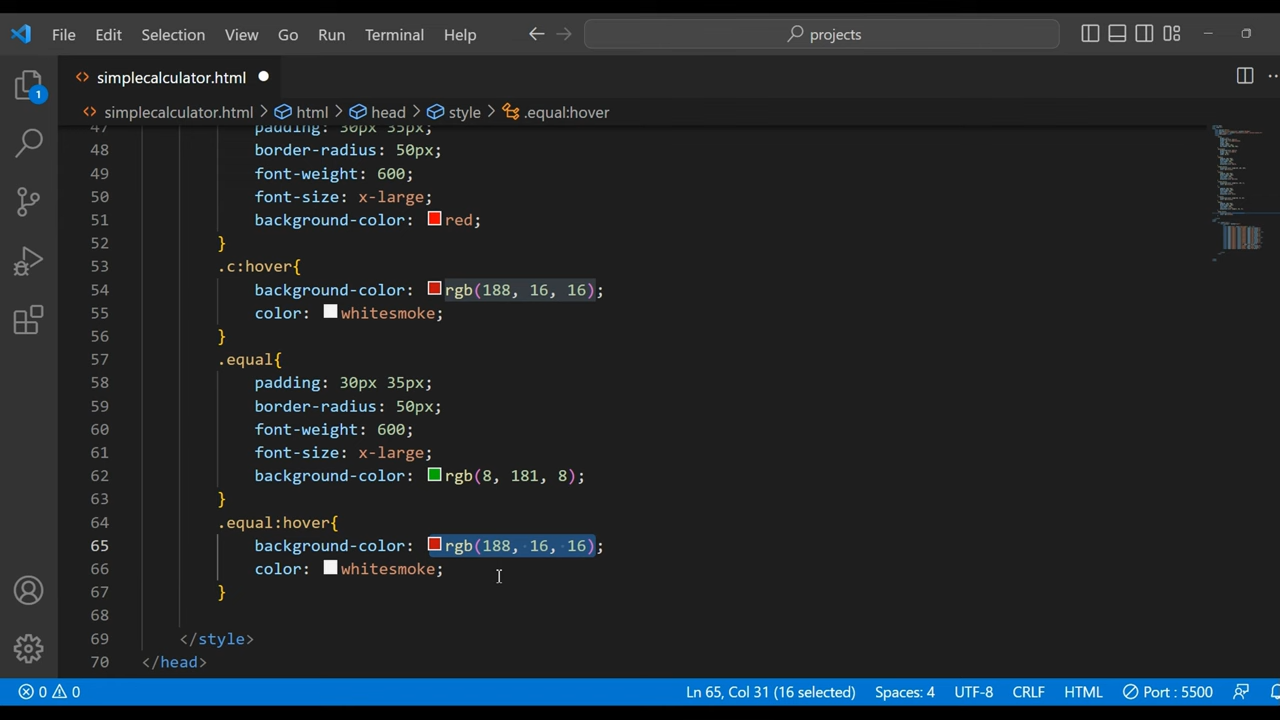 File Edit Selection View Go Run Terminal Help projects
simplecalculator.html
simplecalculator.html > html > head > style > .equal:hover
1
47 padding: 30px 35px;
48 border-radius: 50px;
49 font-weight: 600;
50 font-size: x-large;
51 background-color: red;
52 }
53 .c:hover{
54 background-color: rgb(188, 16, 16);
55 color: whitesmoke;
56 }
57 .equal{
58 padding: 30px 35px;
59 border-radius: 50px;
60 font-weight: 600;
61 font-size: x-large;
62 background-color: rgb(8, 181, 8);
63 }
64 .equal:hover{
65 background-color: rgb(188, 16, 16);
66 color: whitesmoke;
67 }
68
69 </style>
70 </head>
0 0 Ln 65, Col 31 (16 selected) Spaces: 4 UTF-8 CRLF HTML Port : 5500